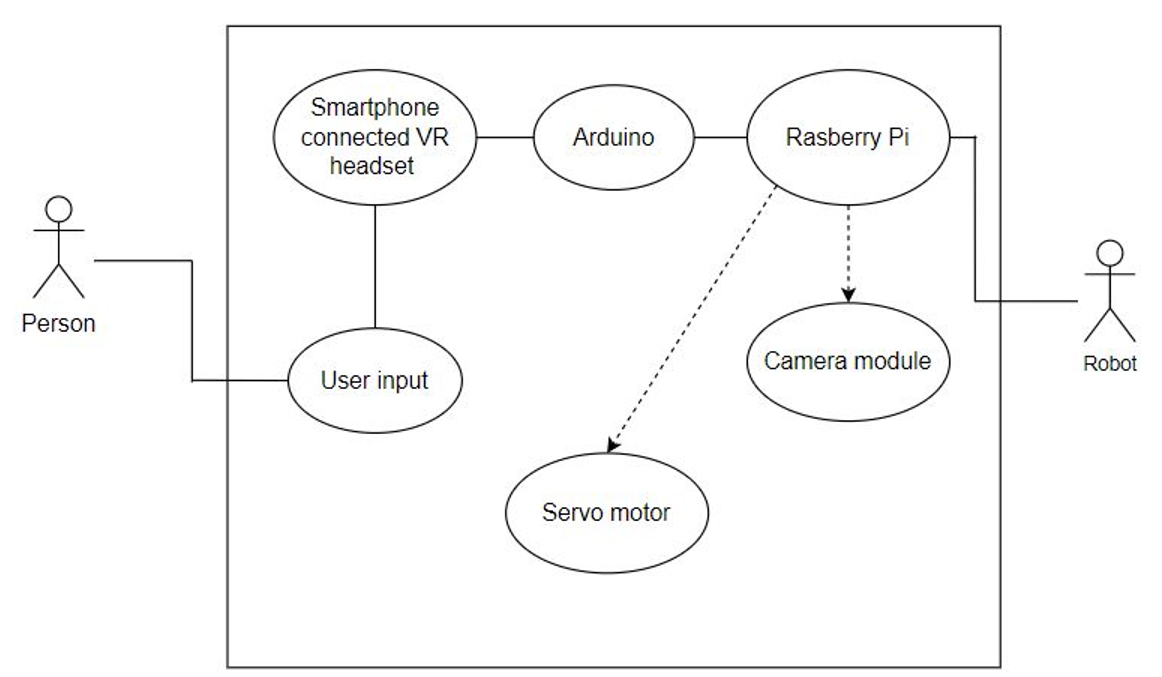 Smartphone
connected VR
headset
Arduino
Rasberry Pi
Person
User input
Camera module
Robot
Servo motor